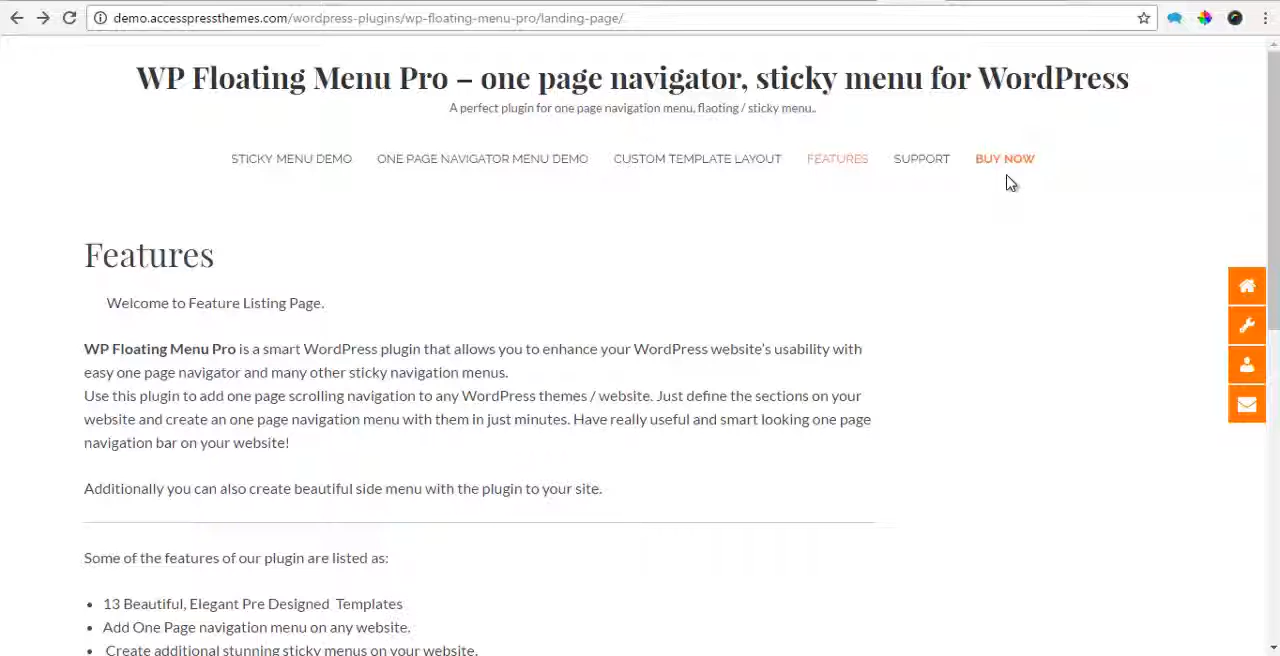 demo.accesspressthemes.com/wordpress-plugins/wp-floating-menu-pro/landing-page/
WP Floating Menu Pro – one page navigator, sticky menu for WordPress
A perfect plugin for one page navigation menu, flaoting / sticky menu..
STICKY MENU DEMO ONE PAGE NAVIGATOR MENU DEMO CUSTOM TEMPLATE LAYOUT FEATURES SUPPORT BUY NOW
Features
Welcome to Feature Listing Page.
WP Floating Menu Pro is a smart WordPress plugin that allows you to enhance your WordPress website's usability with
easy one page navigator and many other sticky navigation menus.
Use this plugin to add one page scrolling navigation to any WordPress themes / website. Just define the sections on your
website and create an one page navigation menu with them in just minutes. Have really useful and smart looking one page
navigation bar on your website!
Additionally you can also create beautiful side menu with the plugin to your site.
Some of the features of our plugin are listed as:
• 13 Beautiful, Elegant Pre Designed Templates
• Add One Page navigation menu on any website.
• Create additional stunning sticky menus on your website.